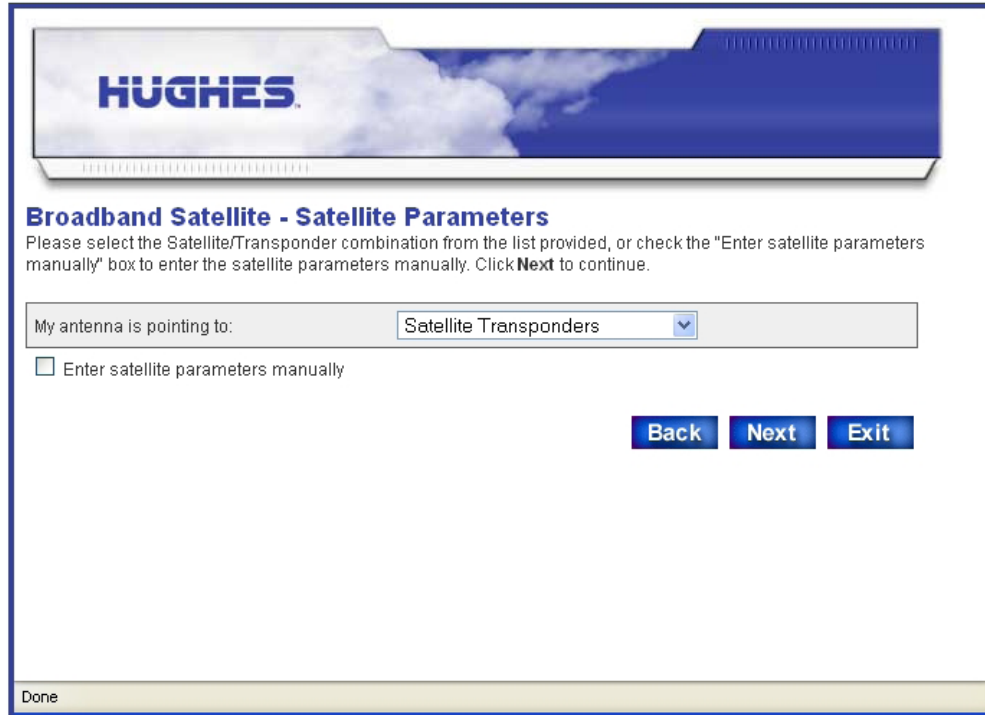 HUGHES.
Broadband Satellite - Satellite Parameters
Please select the Satellite/Transponder combination from the list provided, or check the "Enter satellite parameters
manually" box to enter the satellite parameters manually. Click Next to continue.
My antenna is pointing to: Satellite Transponders
Enter satellite parameters manually
Back Next Exit
Done